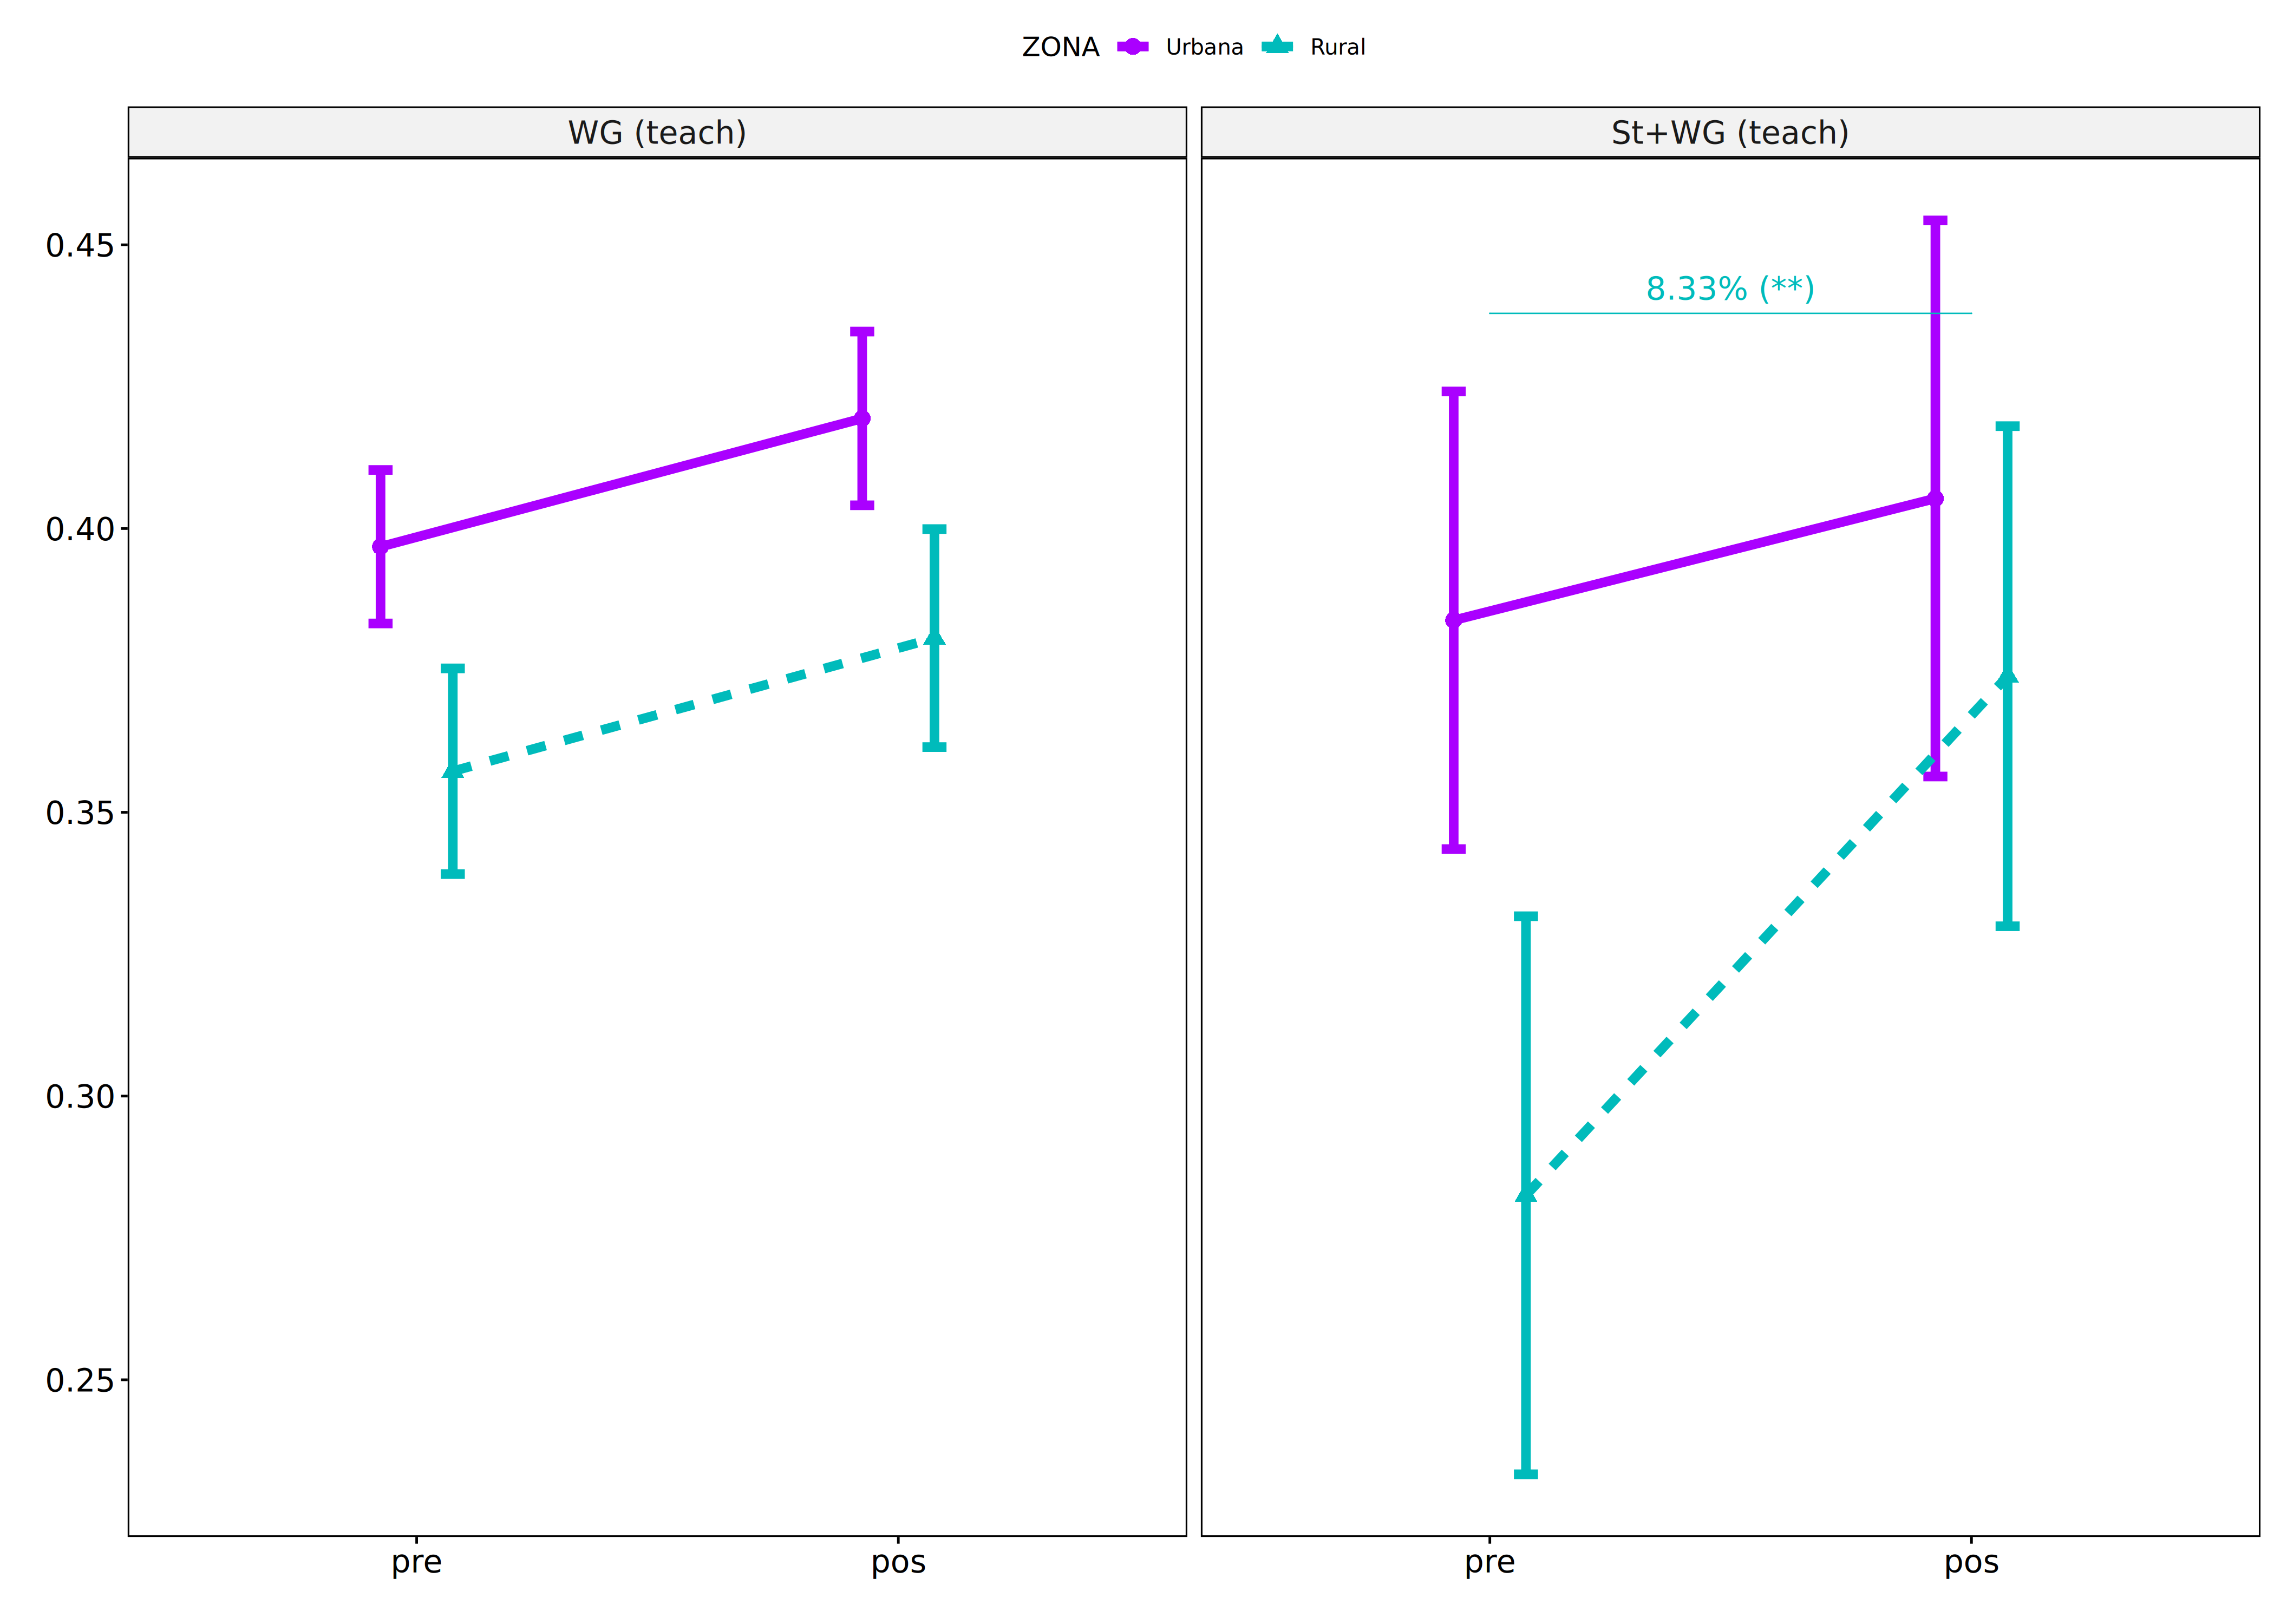 ZONA Urbana Rural
WG (teach) St+WG (teach)
0.45
8.33% (**)
0.40
0.35
0.30
0.25
pre pos pre pos